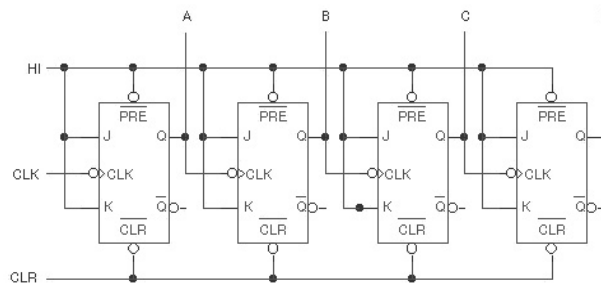 A B C
HI
PRE PRE PRE PRE
J Q J Q J Q J Q
CLK CLK CLK CLK CLK
K Q K Q K Q K Q
CLR CLR CLR CLR
CLR